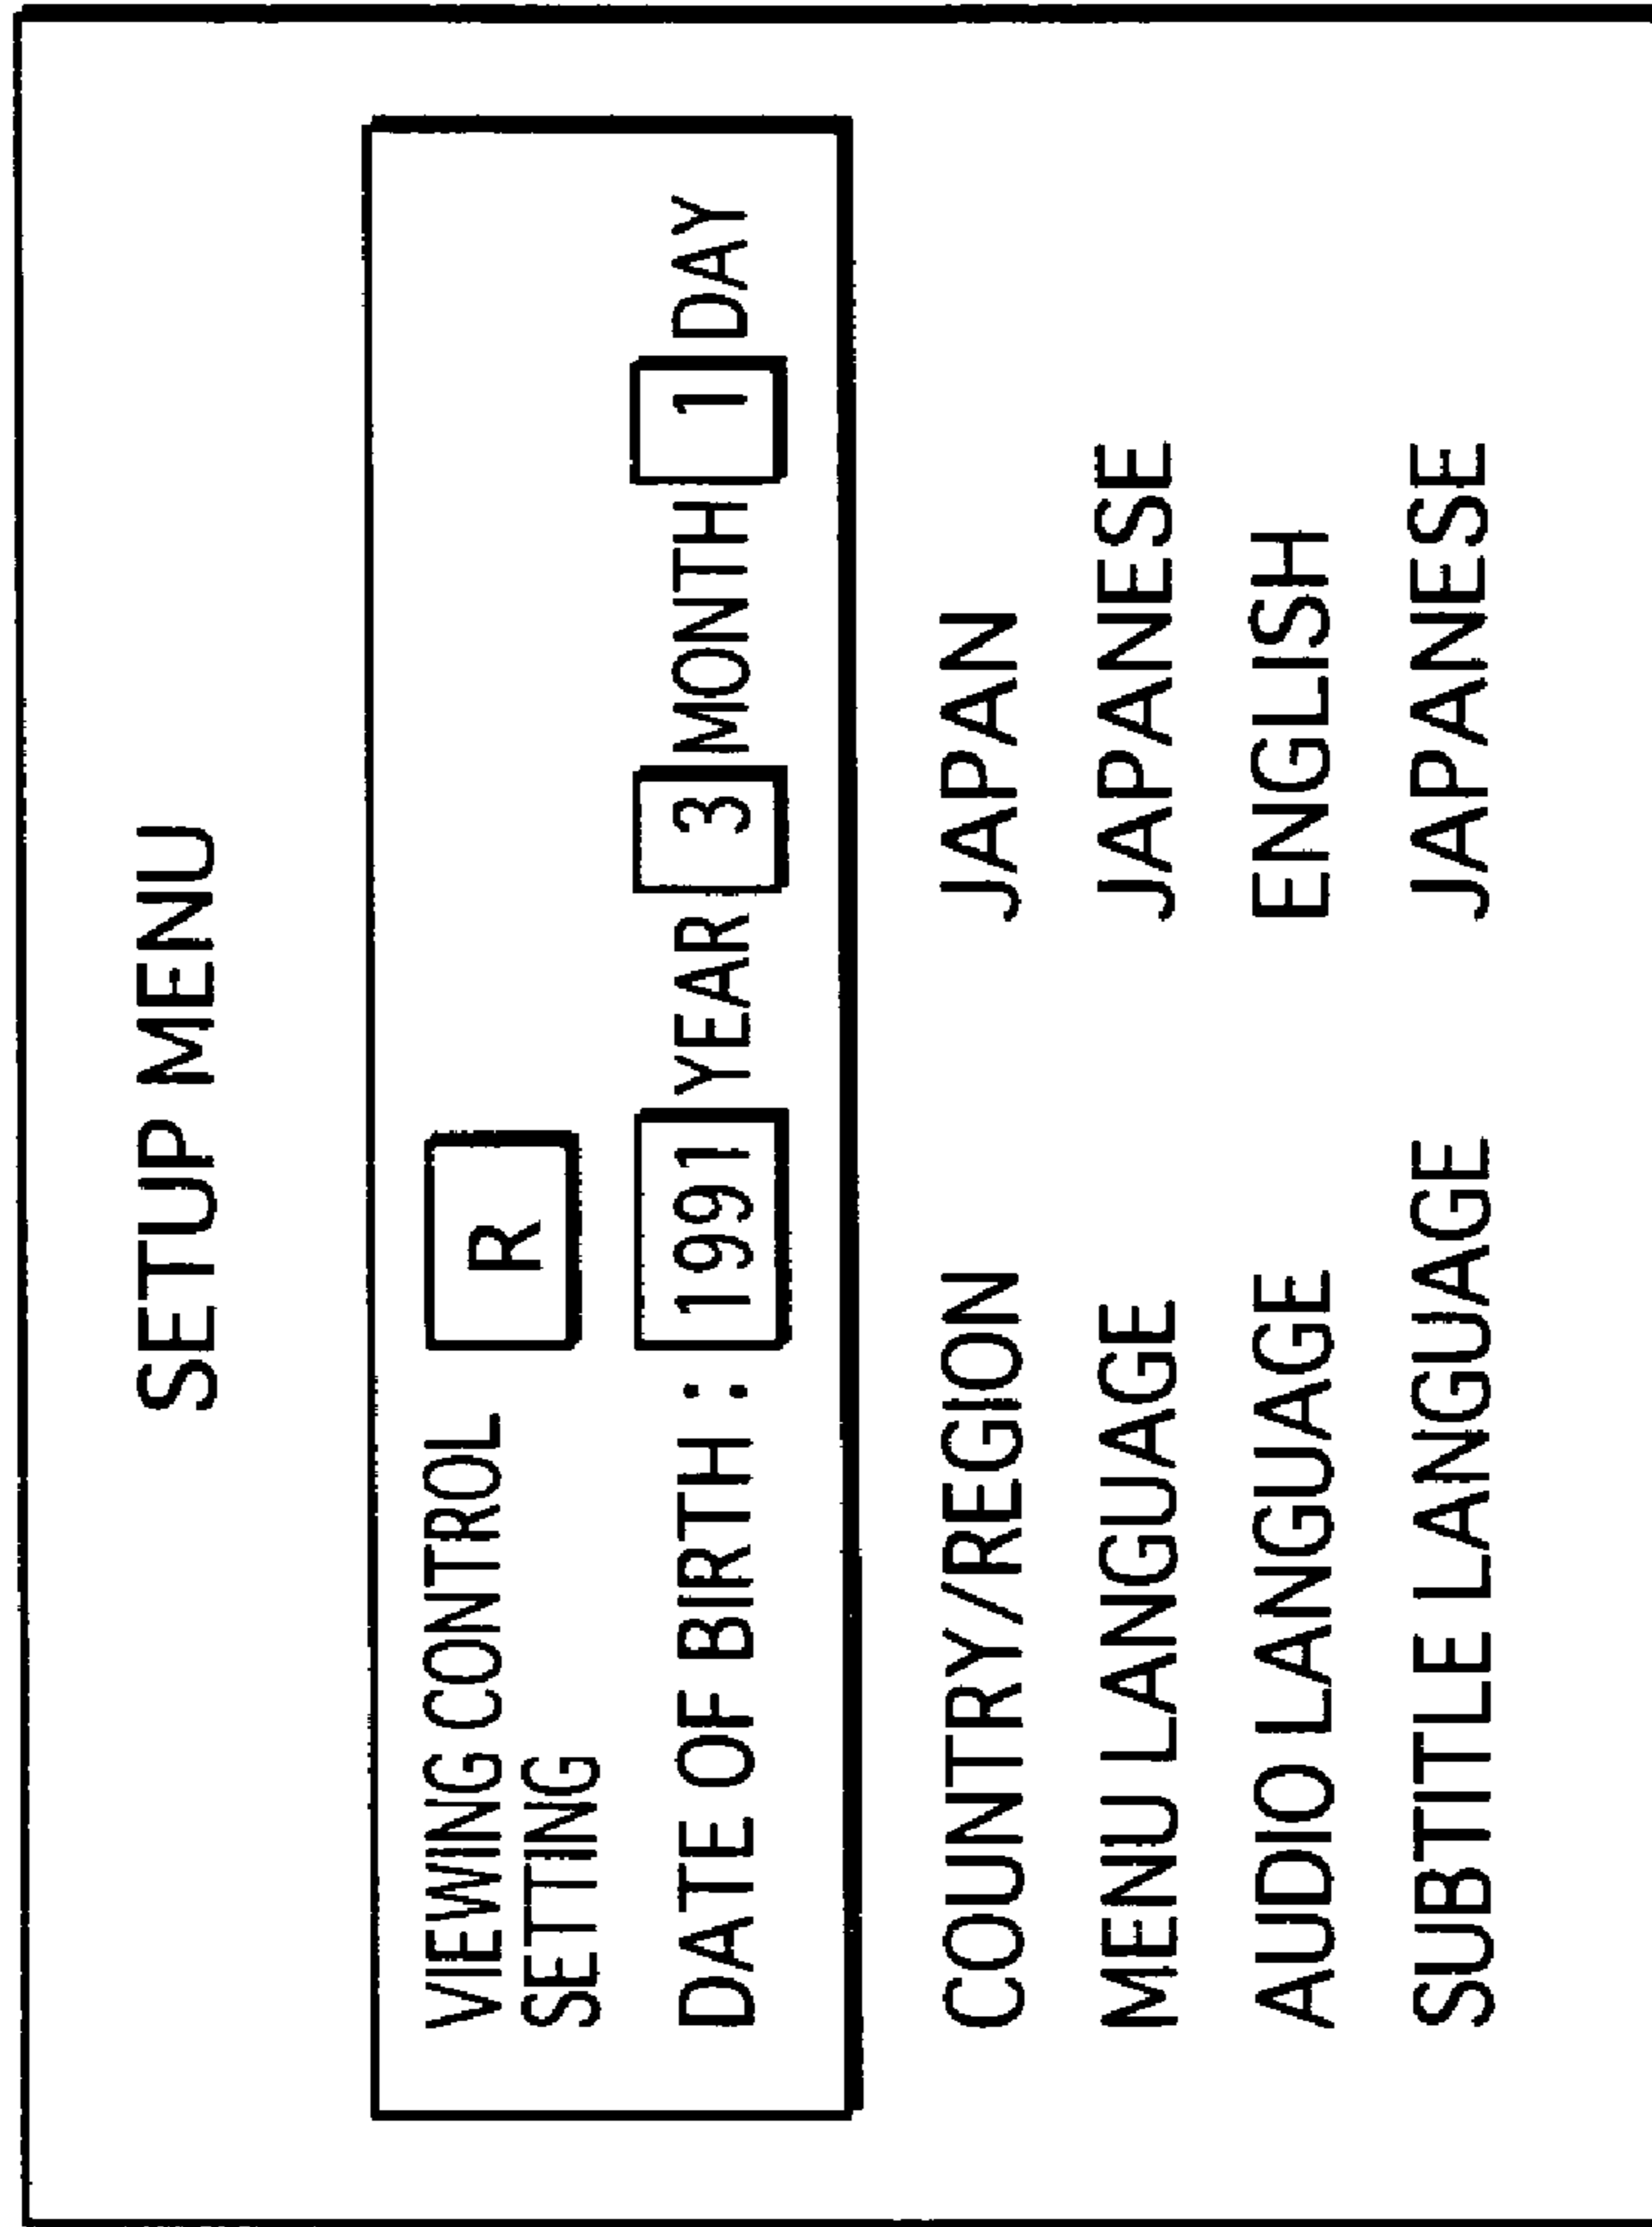 SETUP MENU
VIEWING CONTROL R
SETTING
DATE OF BIRTH : 1991 YEAR 3 MONTH 1 DAY
COUNTRY/REGION JAPAN
MENU LANGUAGE JAPANESE
AUDIO LANGUAGE ENGLISH
SUBTITLE LANGUAGE JAPANESE